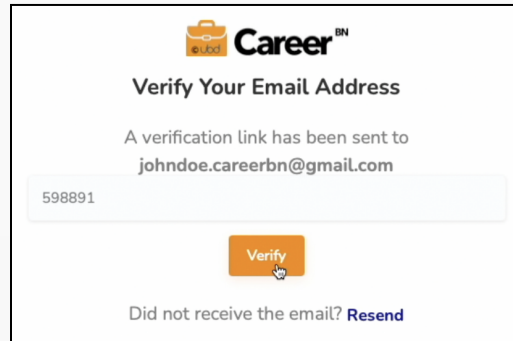 ubd Career BN
Verify Your Email Address
A verification link has been sent to
johndoe.careerbn@gmail.com
598891
Verify
Did not receive the email? Resend